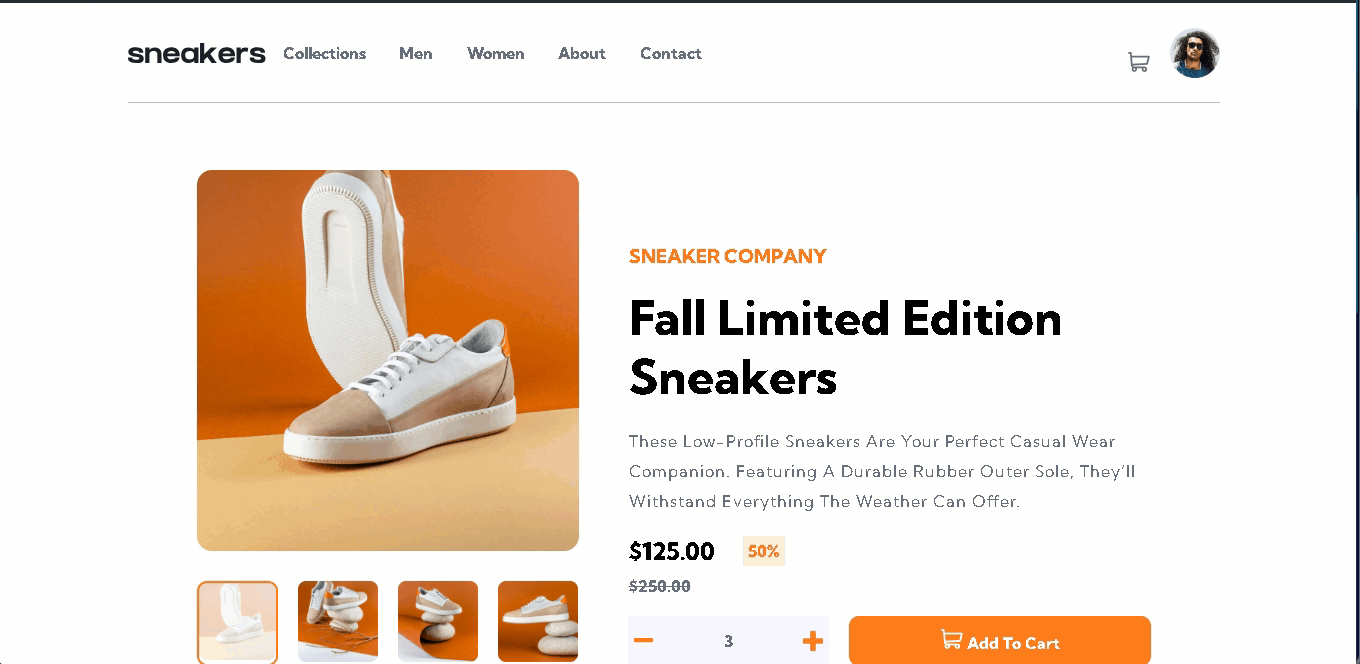 sneakers Collections Men Women About Contact
SNEAKER COMPANY
Fall Limited Edition
Sneakers
These Low-Profile Sneakers Are Your Perfect Casual Wear
Companion. Featuring A Durable Rubber Outer Sole, They'll
Withstand Everything The Weather Can Offer.
$125.00 50%
$250.00
3 Add To Cart